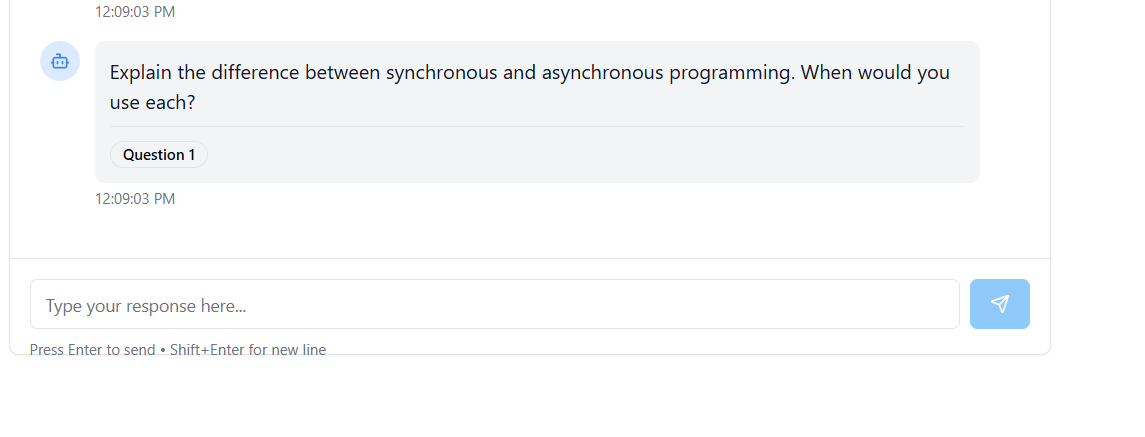 12:09:03 PM
Explain the difference between synchronous and asynchronous programming. When would you
use each?
Question 1
12:09:03 PM
Type your response here...
Press Enter to send • Shift+Enter for new line